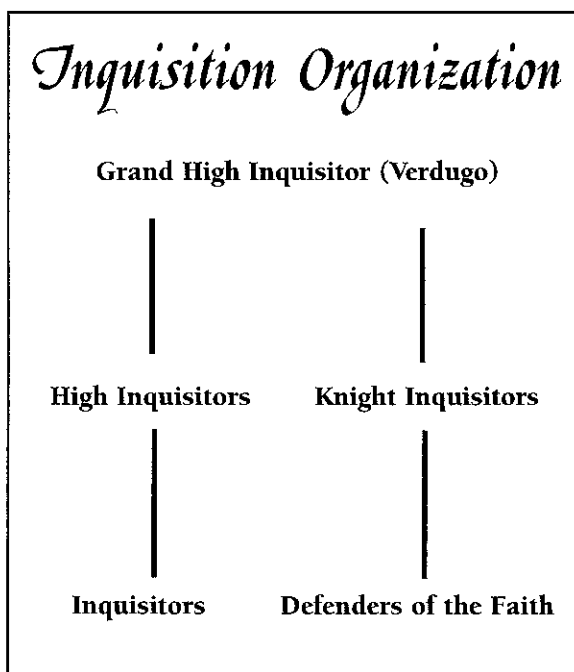 Inquisition Organization
Grand High Inquisitor (Verdugo)
High Inquisitors Knight Inquisitors
Inquisitors Defenders of the Faith